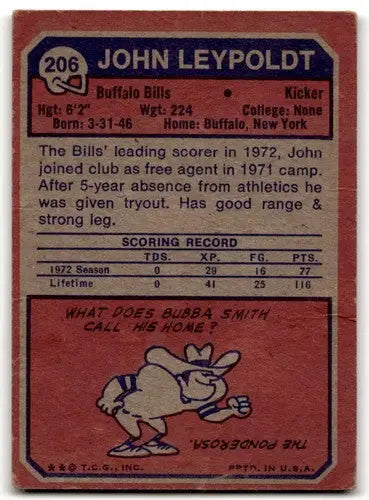 206 JOHN LEYPOLDT
Buffalo Bills • Kicker
Hgt: 6'2" Wgt: 224 College: None
Born: 3-31-46 Home: Buffalo, New York
The Bills' leading scorer in 1972, John
joined club as free agent in 1971 camp.
After 5-year absence from athletics he
was given tryout. Has good range &
strong leg.
SCORING RECORD
TDS. XP. FG. PTS.
1972 Season 0 29 16 77
Lifetime 0 41 25 116
WHAT DOES BUBBA SMITH
CALL HIS HOME?
THE PONDEROSA.
** © T.C.G., INC. PRTD. IN U.S.A.